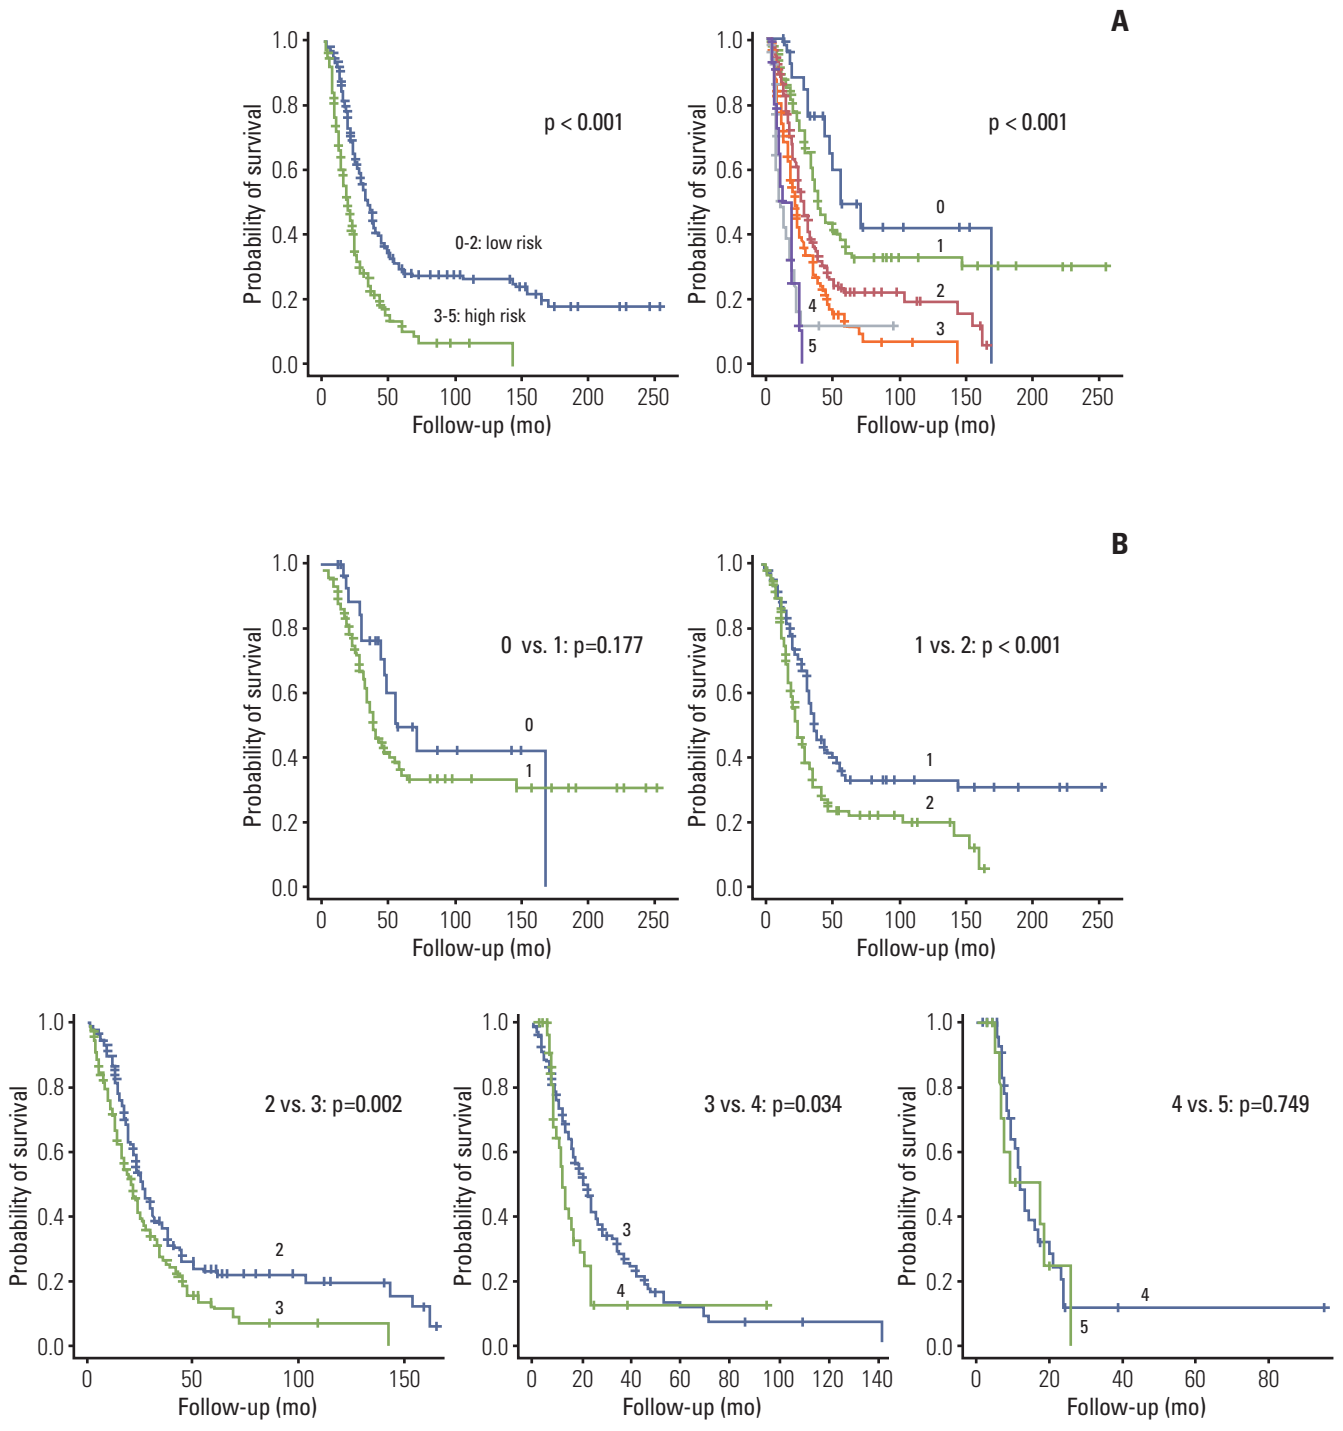 A
1.0
0.8
0.6
0.4
0.2
0.0
Probability of survival
p < 0.001
0-2: low risk
3-5: high risk
0 50 100 150 200 250
Follow-up (mo)
1.0
0.8
0.6
0.4
0.2
0.0
Probability of survival
p < 0.001
0
1
2
3
4
5
0 50 100 150 200 250
Follow-up (mo)
B
1.0
0.8
0.6
0.4
0.2
0.0
Probability of survival
0 vs. 1: p=0.177
0
1
0 50 100 150 200 250
Follow-up (mo)
1.0
0.8
0.6
0.4
0.2
0.0
Probability of survival
1 vs. 2: p < 0.001
1
2
0 50 100 150 200 250
Follow-up (mo)
1.0
0.8
0.6
0.4
0.2
0.0
Probability of survival
2 vs. 3: p=0.002
2
3
0 50 100 150
Follow-up (mo)
1.0
0.8
0.6
0.4
0.2
0.0
Probability of survival
3 vs. 4: p=0.034
3
4
0 20 40 60 80 100 120 140
Follow-up (mo)
1.0
0.8
0.6
0.4
0.2
0.0
Probability of survival
4 vs. 5: p=0.749
4
5
0 20 40 60 80
Follow-up (mo)